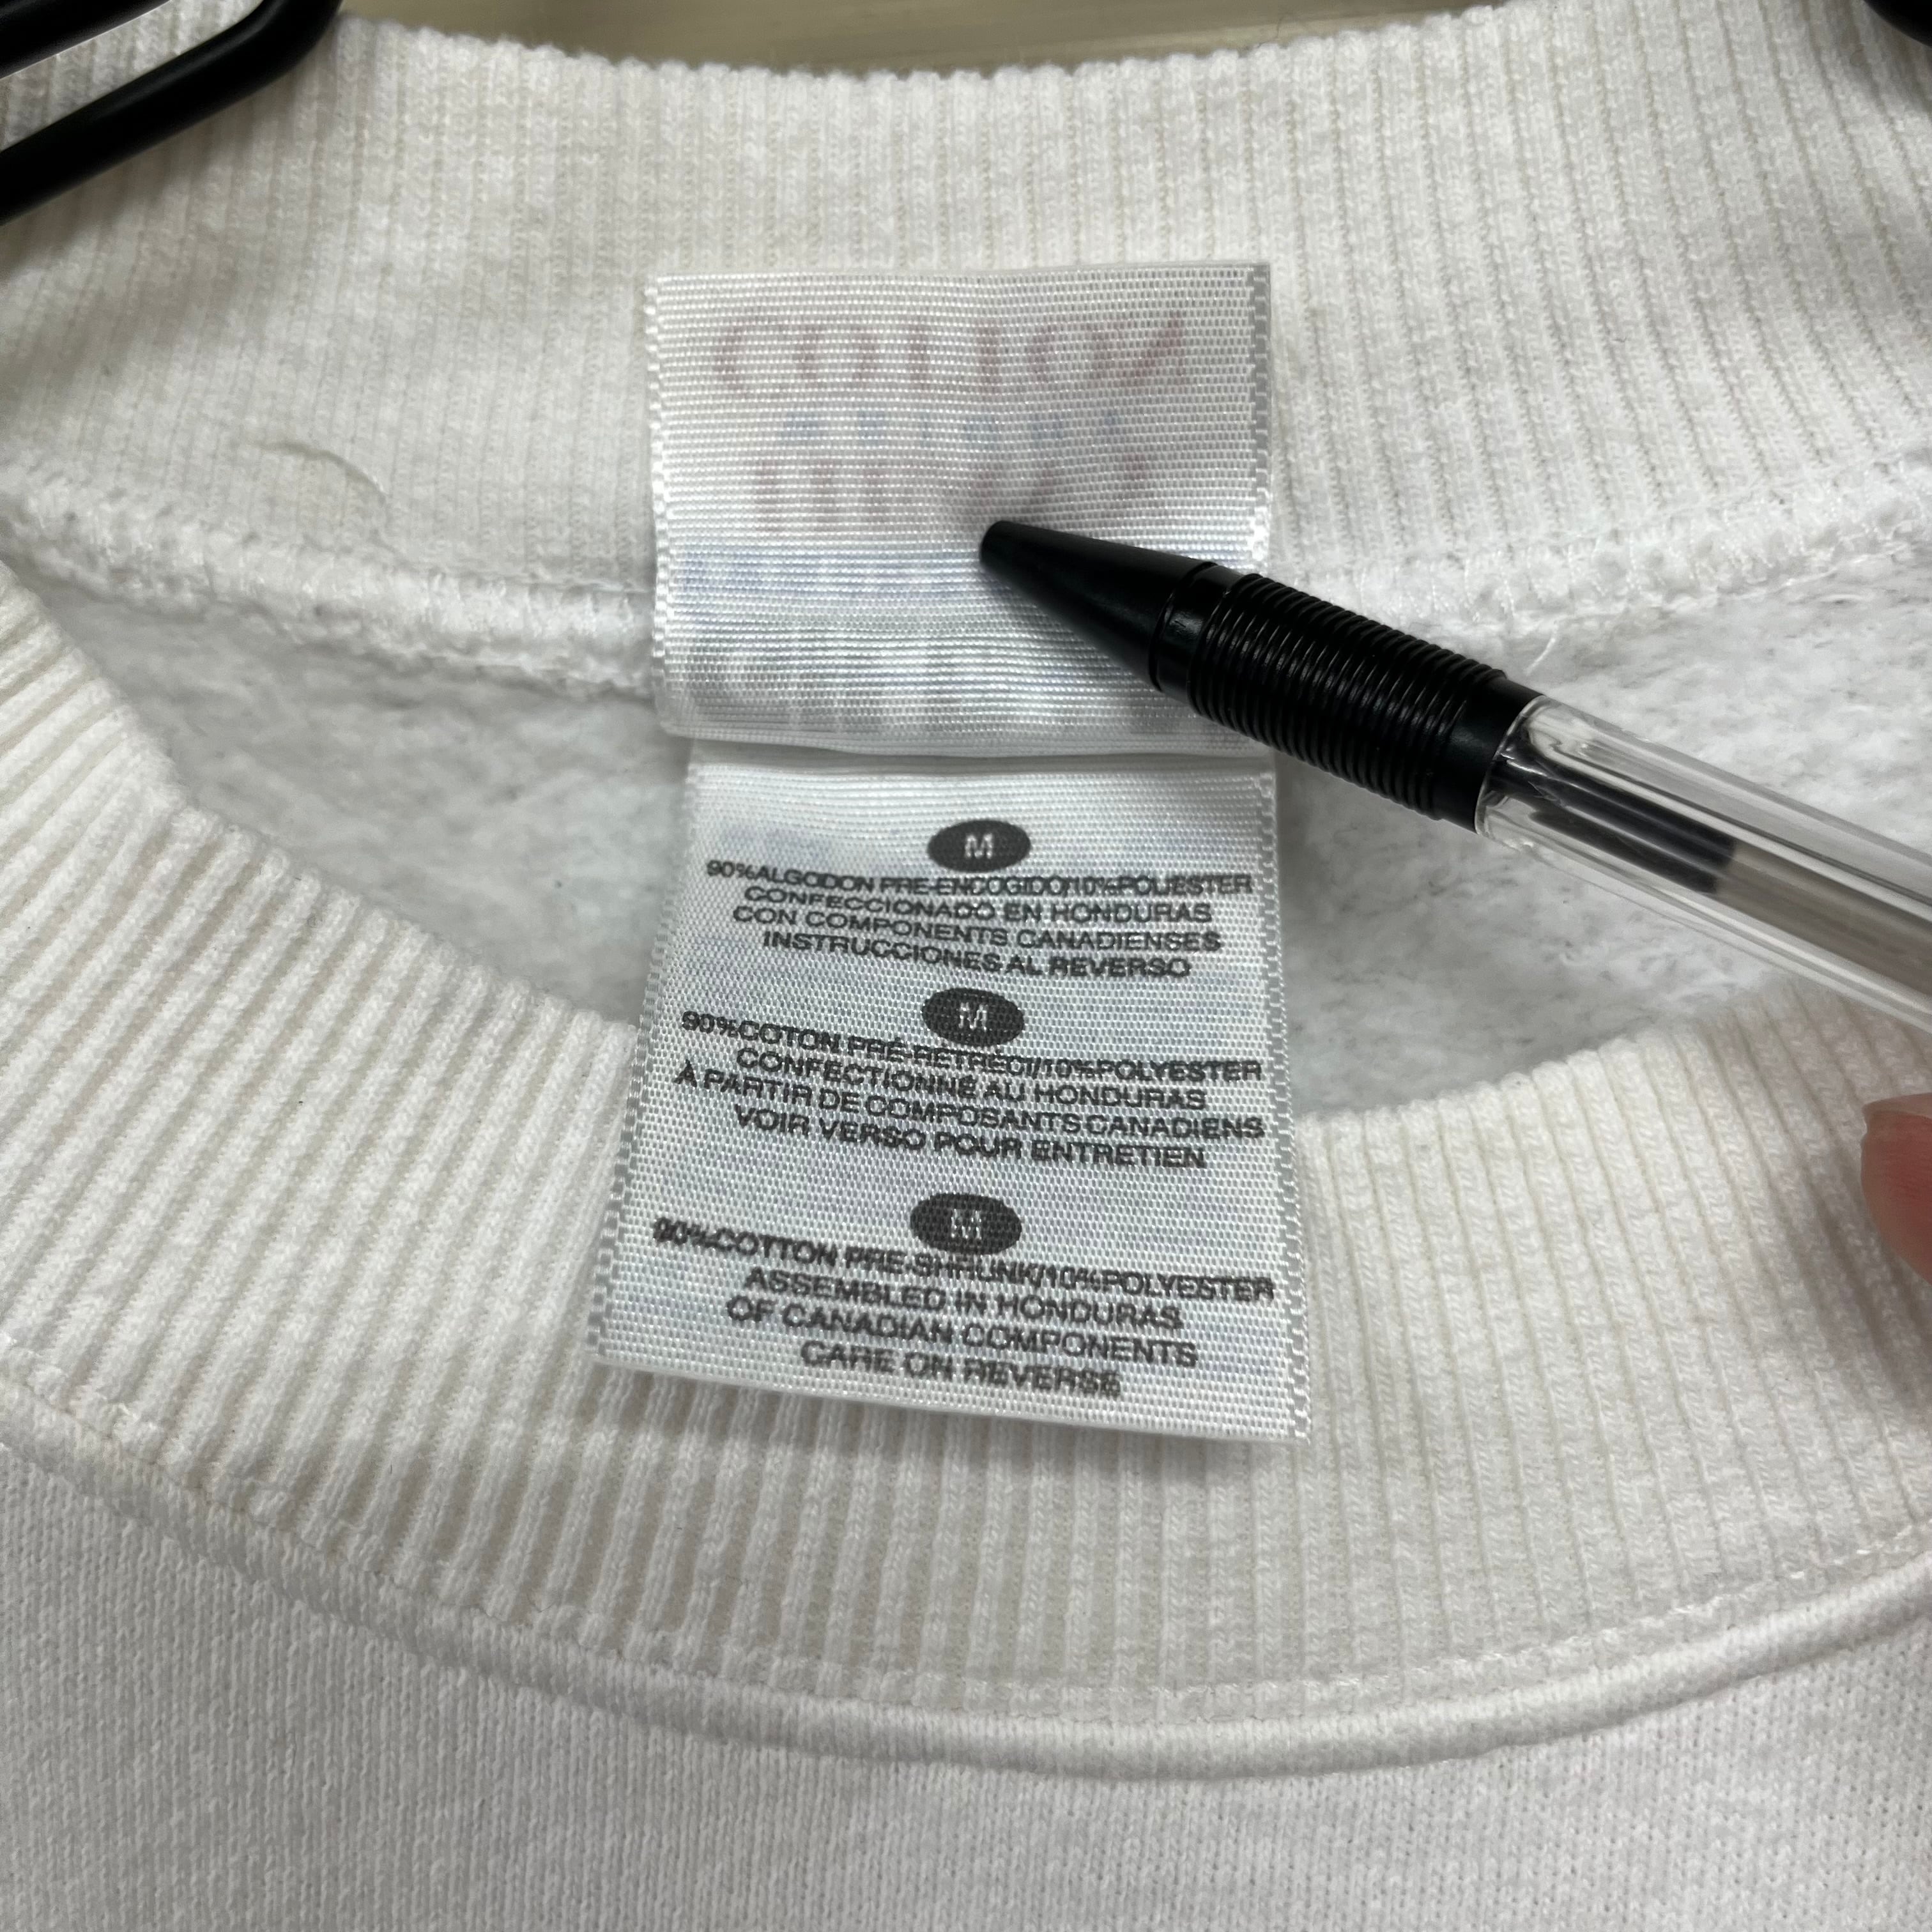 M
90%ALGODON PRE-ENCOGIDO/10%POLIESTER
CONFECCIONADO EN HONDURAS
CON COMPONENTS CANADIENSES
INSTRUCCIONES AL REVERSO
M
90%COTON PRÉ-RÉTRÉCI/10%POLYESTER
CONFECTIONNÉ AU HONDURAS
À PARTIR DE COMPOSANTS CANADIENS
VOIR VERSO POUR ENTRETIEN
M
90%COTTON PRE-SHRUNK/10%POLYESTER
ASSEMBLED IN HONDURAS
OF CANADIAN COMPONENTS
CARE ON REVERSE